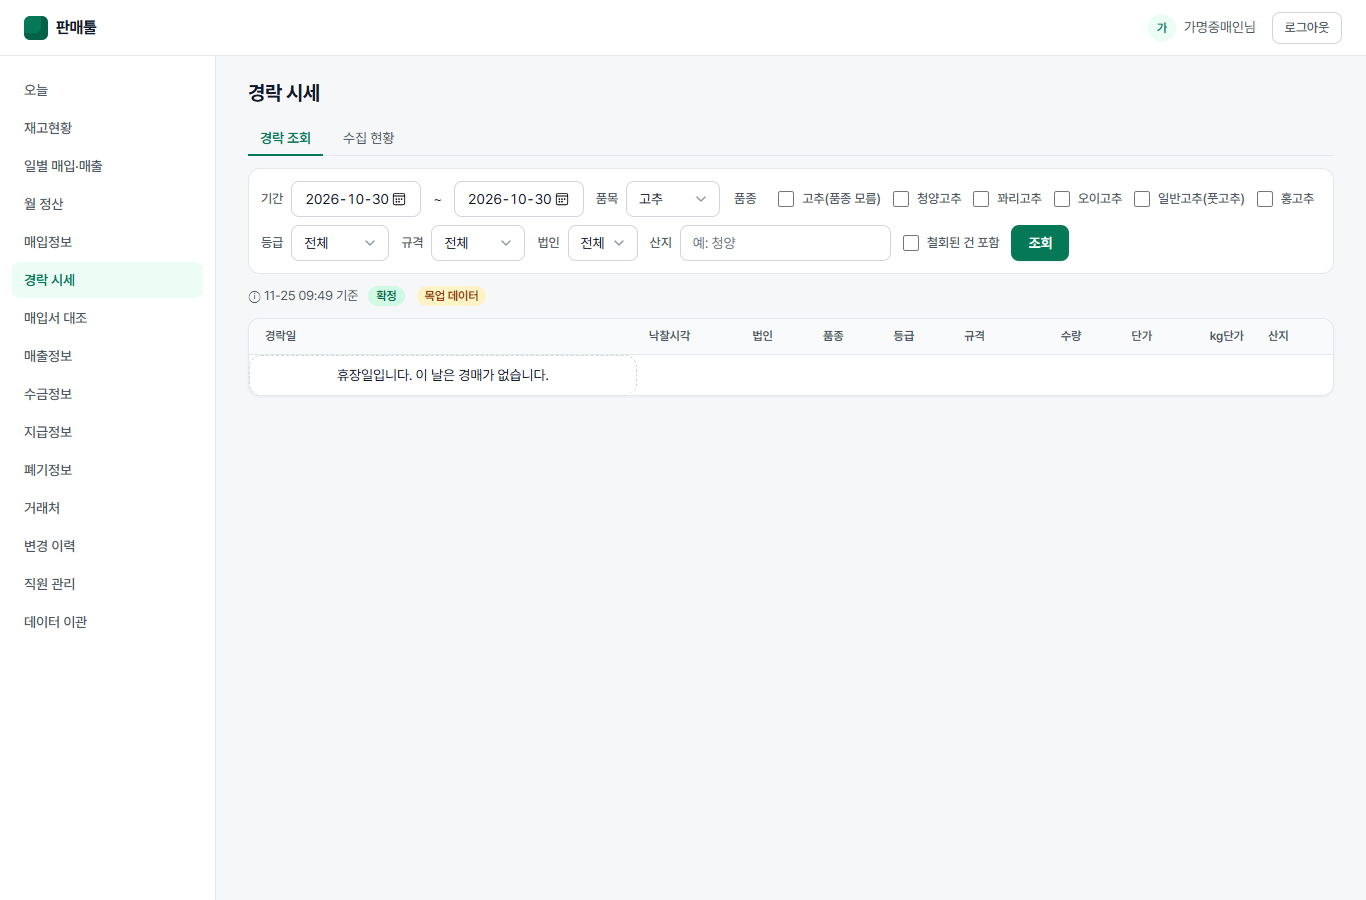 판매툴
가 가명중매인님 로그아웃
오늘
재고현황
일별 매입·매출
월 정산
매입정보
경락 시세
매입서 대조
매출정보
수금정보
지급정보
폐기정보
거래처
변경 이력
직원 관리
데이터 이관
경락 시세
경락 조회 수집 현황
기간 2026-10-30 ~ 2026-10-30 품목 고추 품종 고추(품종 모름) 청양고추 꽈리고추 오이고추 일반고추(풋고추) 홍고추
등급 전체 규격 전체 법인 전체 산지 예: 청양 철회된 건 포함 조회
11-25 09:49 기준 확정 목업 데이터
경락일 낙찰시각 법인 품종 등급 규격 수량 단가 kg단가 산지
휴장일입니다. 이 날은 경매가 없습니다.